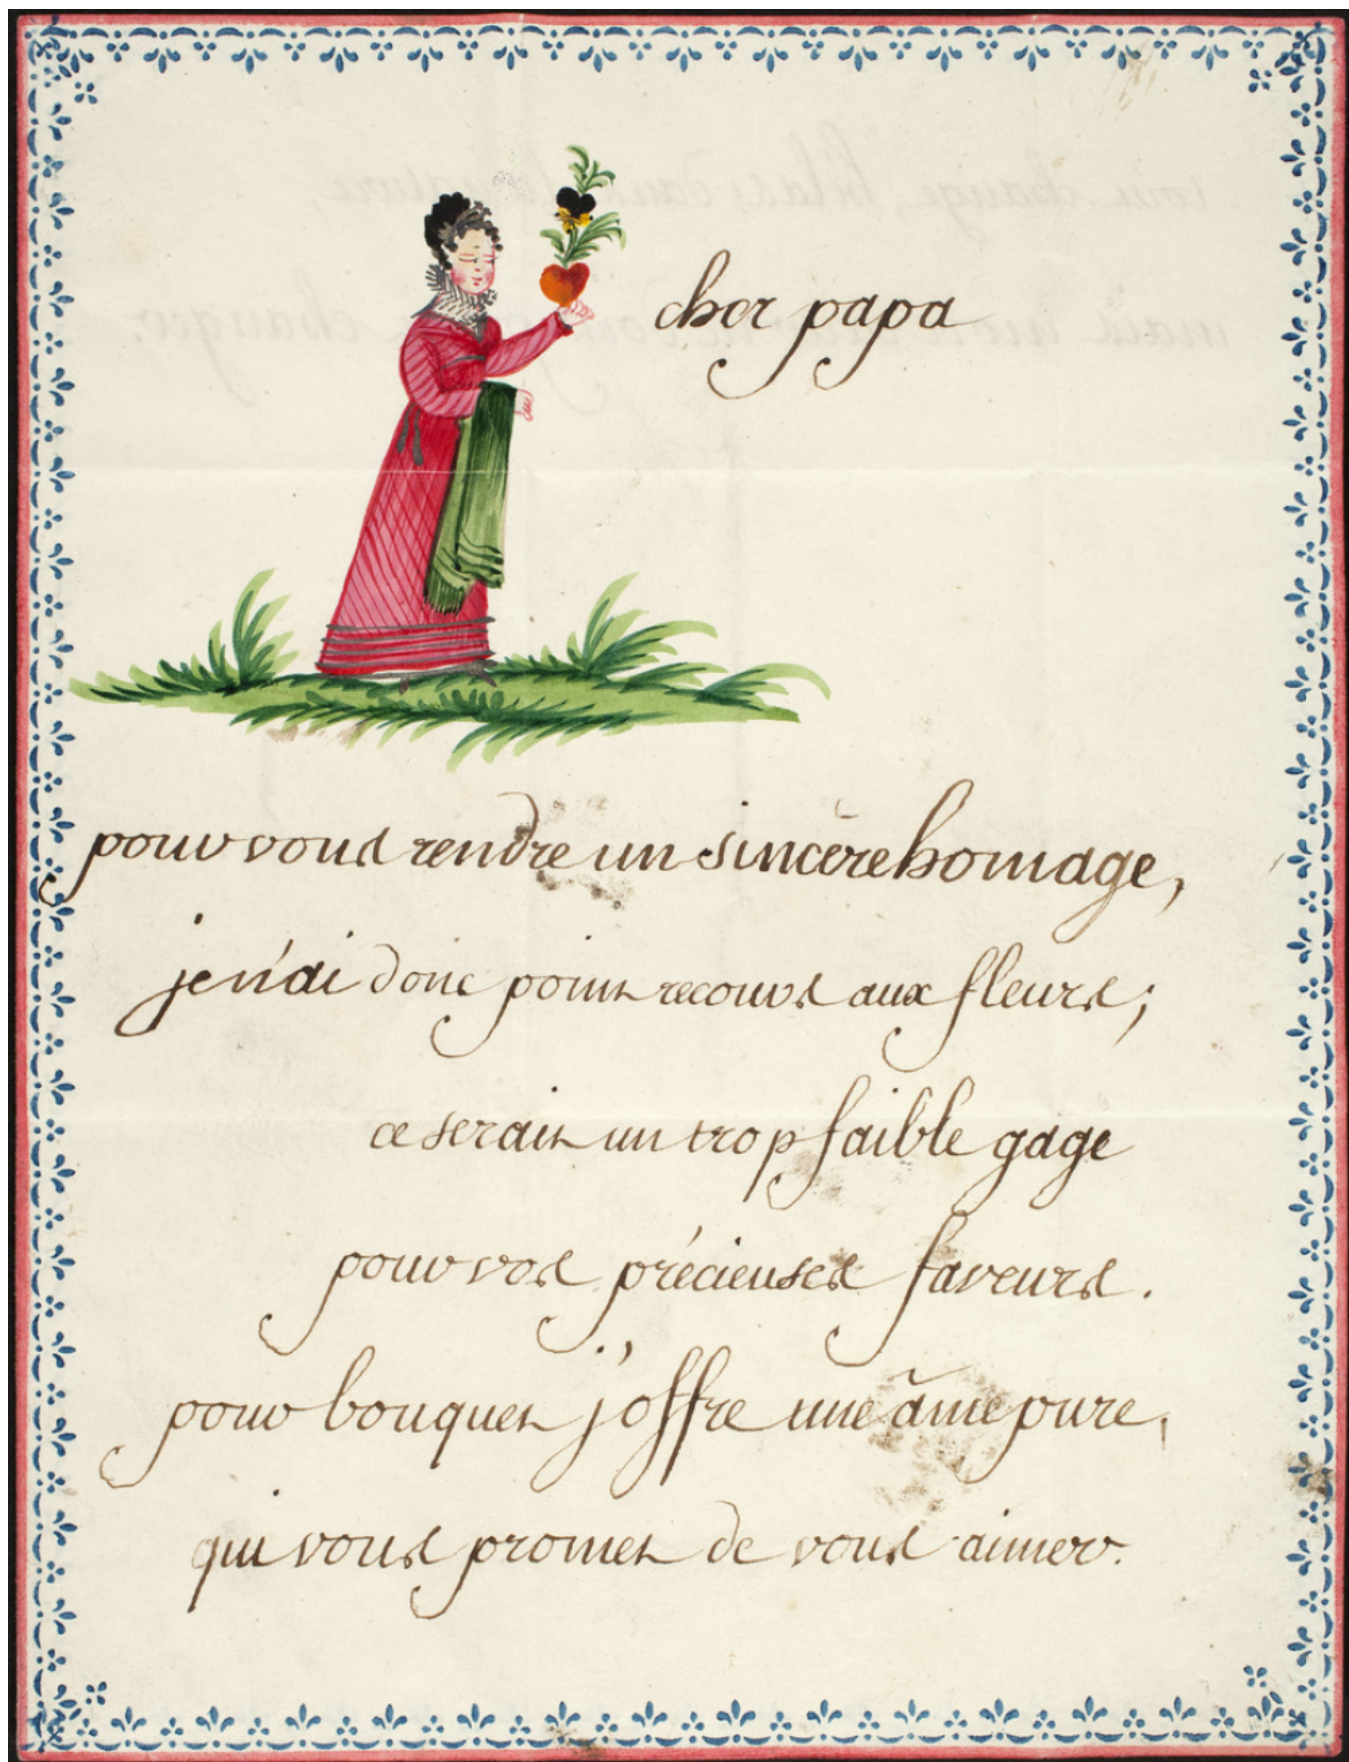 cher papa
pour vous rendre un sincère homage,
je n'ai donc point recours aux fleurs;
ce serait un trop faible gage
pour vos précieuses faveurs.
pour bouquet j'offre une âme pure,
qui vous promet de vous aimer.